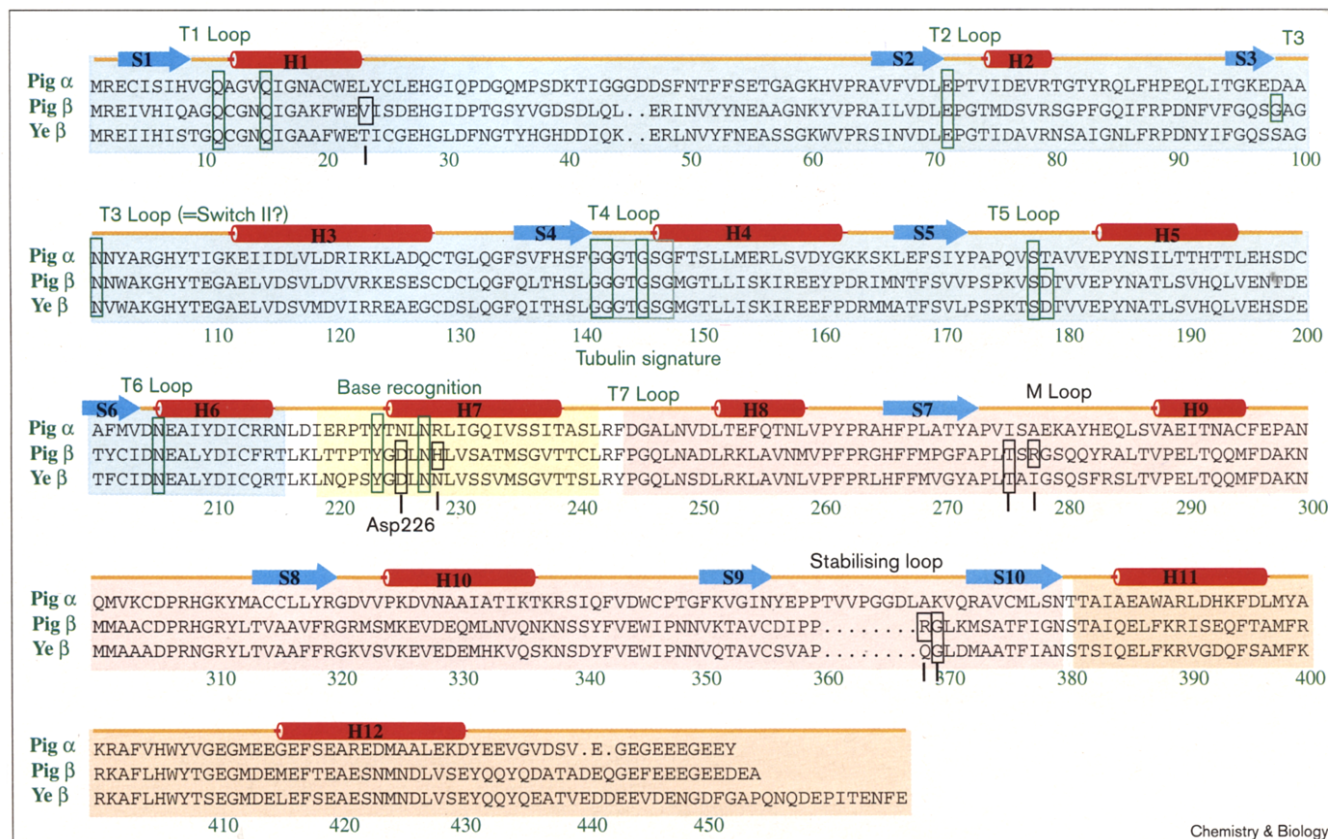 T1 Loop T2 Loop T3
S1 H1 S2 H2 S3
Pig α MRECISIHVGQAGVQIGNACWELYCLEHGIQPDGQMPSDKTIGGGDDSFNTFFSETGAGKHVPRAVFVDLEPTVIDEVRTGTYRQLFHPEQLITGKEDAA
Pig β MREIVHIQAGQCGNQIGAKFWEVISDEHGIDPTGSYVGDSDLQL..ERINVYYNEAAGNKYVPRAILVDLEPGTMDSVRSGPFGQIFRPDNFVFGQSGAG
Ye β MREIIHISTGQCGNQIGAAFWETICGEHGLDFNGTYHGHDDIQK..ERLNVYFNEASSGKWVPRSINVDLEPGTIDAVRNSAIGNLFRPDNYIFGQSSAG
10 20 30 40 50 60 70 80 90 100
T3 Loop (=Switch II?) T4 Loop T5 Loop
H3 S4 H4 S5 H5
Pig α NNYARGHYTIGKEIIDLVLDRIRKLADQCTGLQGFSVFHSFGGGTGSGFTSLLMERLSVDYGKKSKLEFSIYPAPQVSTAVVEPYNSILTTHTTLEHSDC
Pig β NNWAKGHYTEGAELVDSVLDVVRKESESCDCLQGFQLTHSLGGGTGSGMGTLLISKIREEYPDRIMNTFSVVPSPKVSDTVVEPYNATLSVHQLVENTDE
Ye β NNWAKGHYTEGAELVDSVMDVIRREAEGCDSLQGFQITHSLGGGTGSGMGTLLISKIREEFPDRMMATFSVLPSPKTSDTVVEPYNATLSVHQLVEHSDE
110 120 130 140 150 160 170 180 190 200
Tubulin signature
T6 Loop Base recognition T7 Loop M Loop
S6 H6 H7 H8 S7 H9
Pig α AFMVDNEAIYDICRRNLDIERPTYTNLNRLIGQIVSSITASLRFDGALNVDLTEFQTNLVPYPRAHFPLATYAPVISAEKAYHEQLSVAEITNACFEPAN
Pig β TYCIDNEALYDICFRTLKLTTPTYGDLNHLVSATMSGVTTCLRFPGQLNADLRKLAVNMVPFPRGHFFMPGFAPLTSRGSQQYRALTVPELTQQMFDAKN
Ye β TFCIDNEALYDICQRTLKLNQPSYGDLNNLVSSVMSGVTTSLRYPGQLNSDLRKLAVNLVPFPRLHFFMVGYAPLTAIGSQSFRSLTVPELTQQMFDAKN
210 220 230 240 250 260 270 280 290 300
Asp226
Stabilising loop
S8 H10 S9 S10 H11
Pig α QMVKCDPRHGKYMACCLLYRGDVVPKDVNAAIATIKTKRSIQFVDWCPTGFKVGINYEPPTVVPGGDLAKVQRAVCMLSNTTAIAEAWARLDHKFDLMYA
Pig β MMAACDPRHGRYLTVAAVFRGRMSMKEVDEQMLNVQNKNSSYFVEWIPNNVKTAVCDIPP........RGLKMSATFIGNSTAIQELFKRISEQFTAMFR
Ye β MMAAADPRNGRYLTVAAFFRGKVSVKEVEDEMHKVQSKNSDYFVEWIPNNVQTAVCSVAP........QGLDMAATFIANSTSIQELFKRVGDQFSAMFK
310 320 330 340 350 360 370 380 390 400
H12
Pig α KRAFVHWYVGEGMEEGEFSEAREDMAALEKDYEEVGVDSV.E.GEGEEEGEEY
Pig β RKAFLHWYTGEGMDEMEFTEAESNMNDLVSEYQQYQDATADEQGEFEEEGEEDEA
Ye β RKAFLHWYTSEGMDELEFSEAESNMNDLVSEYQQYQEATVEDDEEVDENGDFGAPQNQDEPITENFE
410 420 430 440 450
Chemistry & Biology